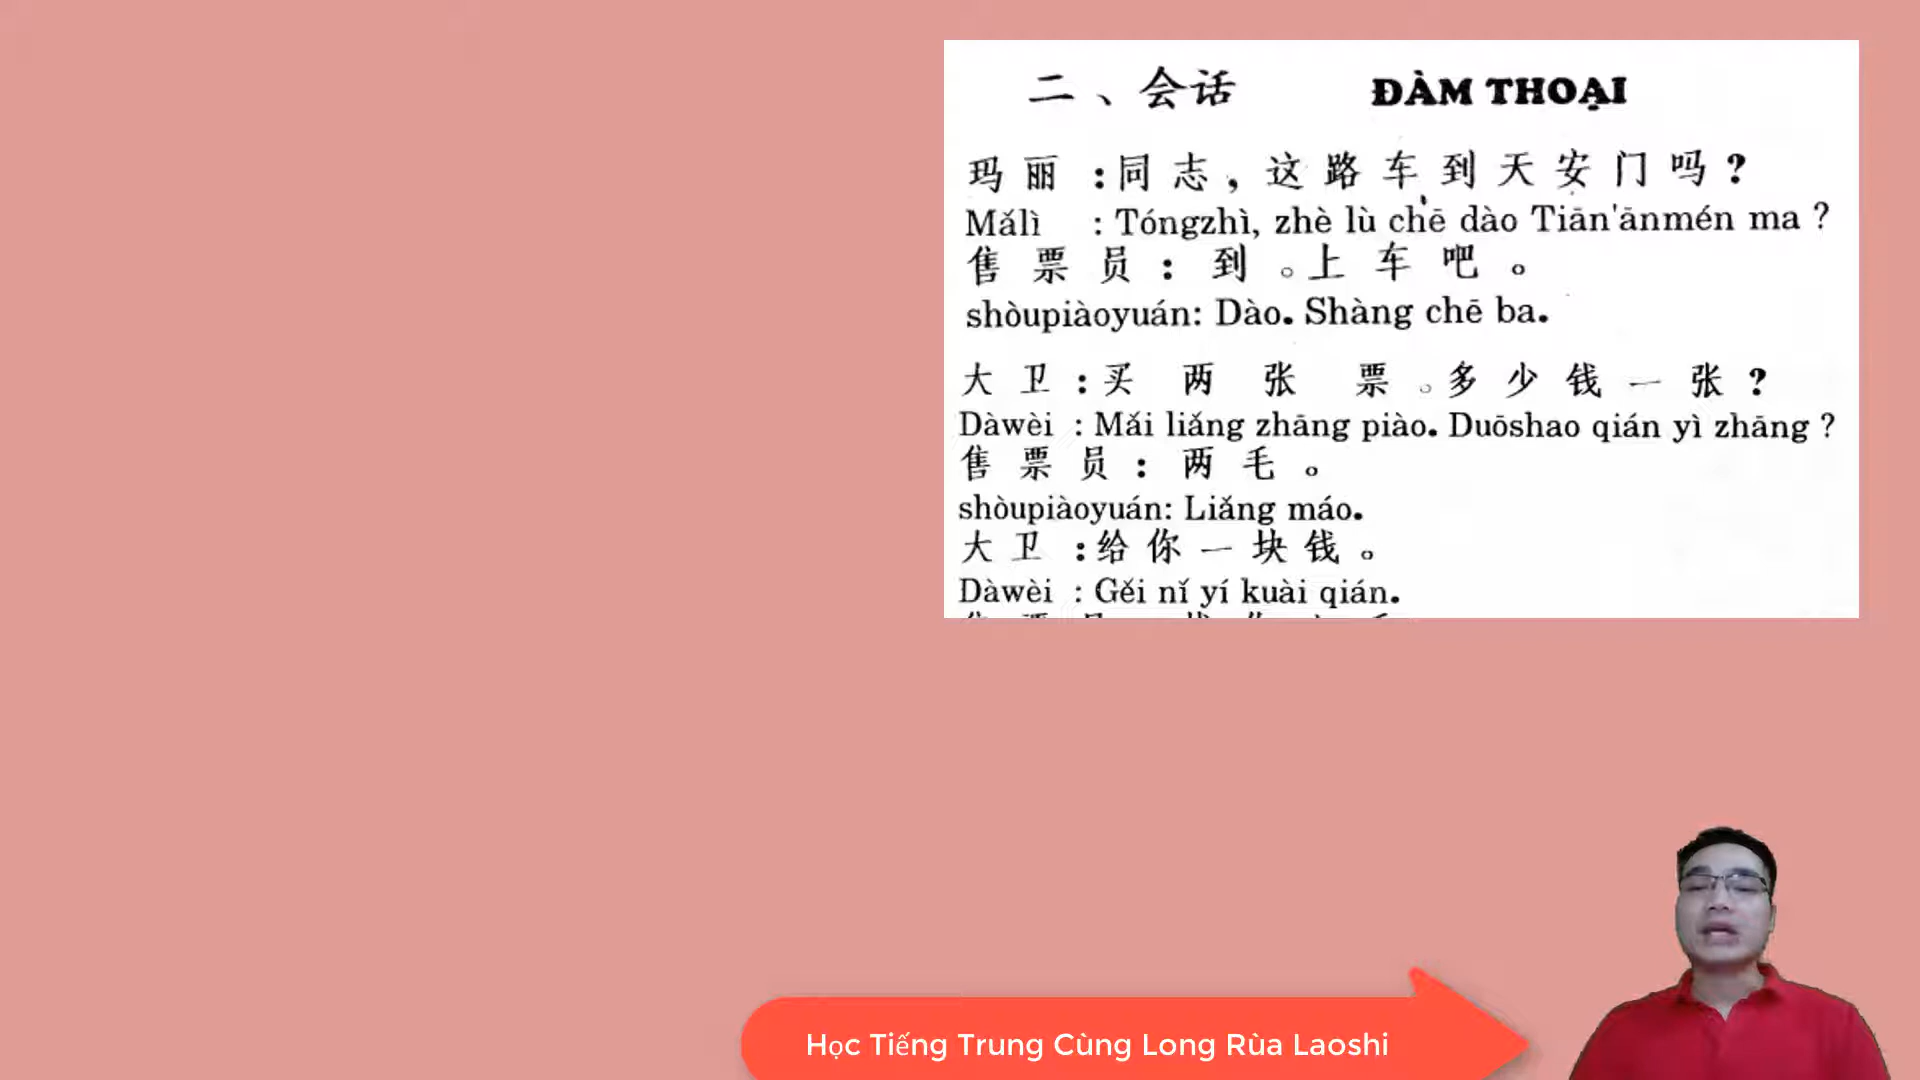 二、会话 ĐÀM THOẠI
玛丽：同志，这路车到天安门吗？
Mǎlì : Tóngzhì, zhè lù chē dào Tiān'ānmén ma ?
售票员：到。上车吧。
shòupiàoyuán: Dào. Shàng chē ba.
大卫：买两张票。多少钱一张？
Dàwèi : Mǎi liǎng zhāng piào. Duōshao qián yì zhāng ?
售票员：两毛。
shòupiàoyuán: Liǎng máo.
大卫：给你一块钱。
Dàwèi : Gěi nǐ yí kuài qián.
Học Tiếng Trung Cùng Long Rùa Laoshi